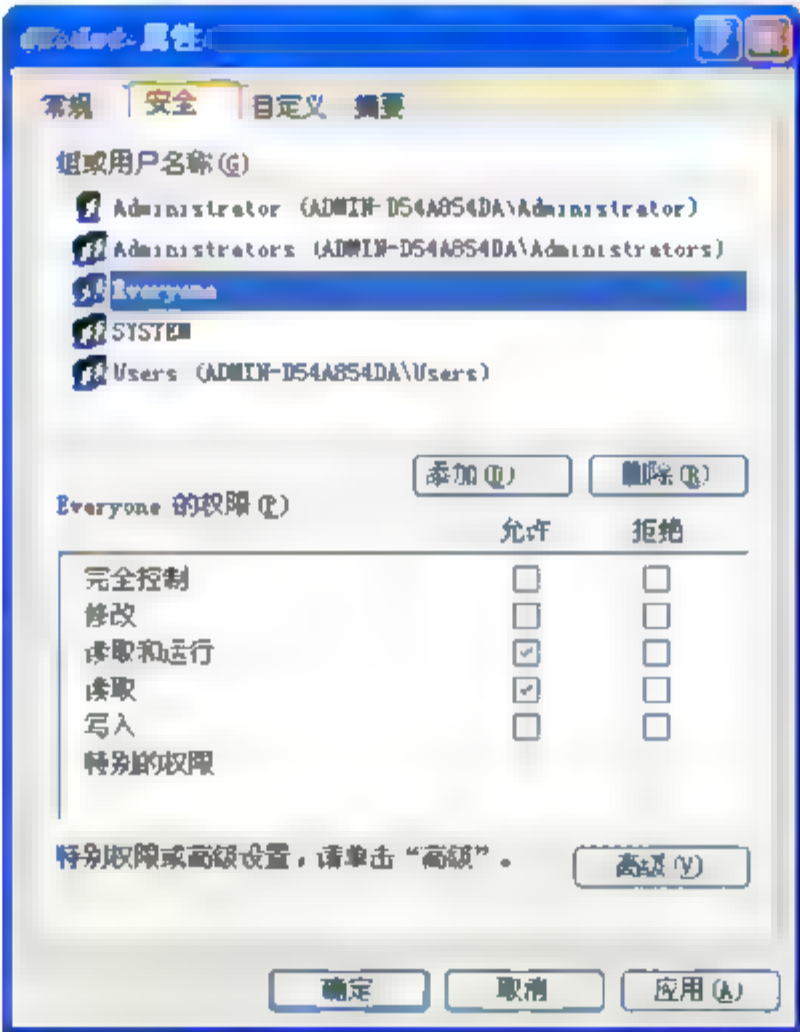 属性
常规 安全 自定义 摘要
组或用户名称(G)
Administrator (ADMIN-D54A854DA\Administrator)
Administrators (ADMIN-D54A854DA\Administrators)
Everyone
SYSTEM
Users (ADMIN-D54A854DA\Users)
添加(D) 删除(R)
Everyone 的权限(P)
允许 拒绝
完全控制
修改
读取和运行
读取
写入
特别的权限
特别权限或高级设置，请单击“高级”。
高级(V)
确定 取消 应用(A)